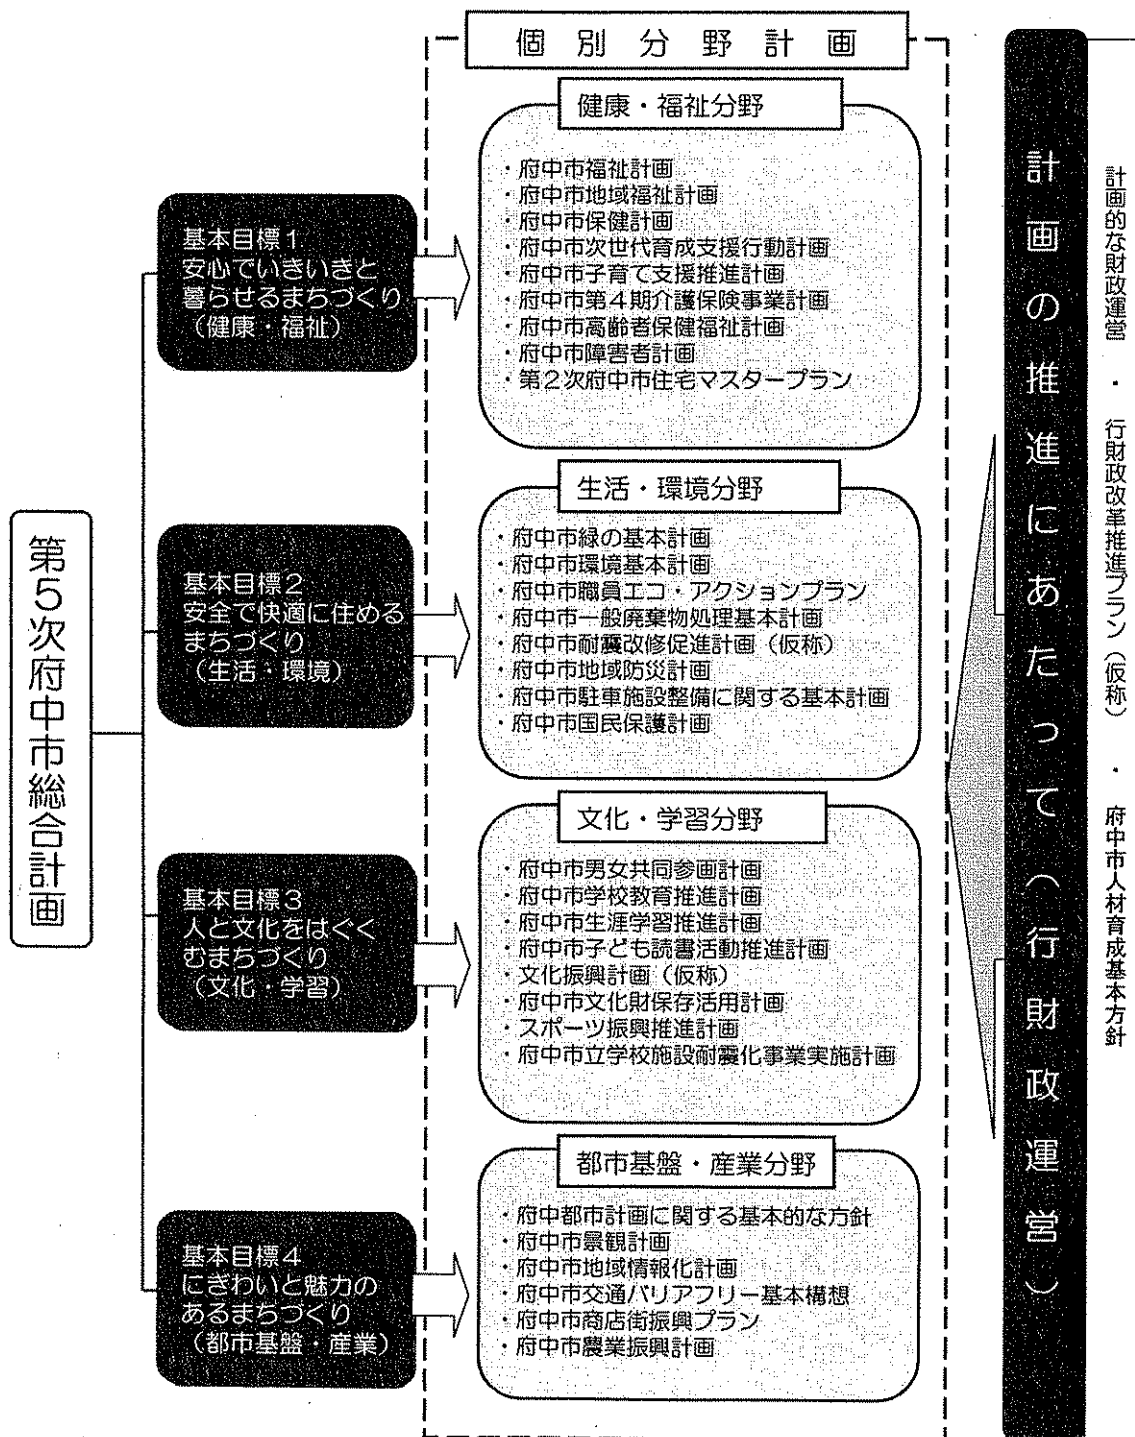 個別分野計画
第5次府中市総合計画
基本目標1
安心でいきいきと
暮らせるまちづくり
(健康・福祉)
健康・福祉分野
・府中市福祉計画
・府中市地域福祉計画
・府中市保健計画
・府中市次世代育成支援行動計画
・府中市子育て支援推進計画
・府中市第4期介護保険事業計画
・府中市高齢者保健福祉計画
・府中市障害者計画
・第2次府中市住宅マスタープラン
基本目標2
安全で快適に住める
まちづくり
(生活・環境)
生活・環境分野
・府中市緑の基本計画
・府中市環境基本計画
・府中市職員エコ・アクションプラン
・府中市一般廃棄物処理基本計画
・府中市耐震改修促進計画(仮称)
・府中市地域防災計画
・府中市駐車施設整備に関する基本計画
・府中市国民保護計画
基本目標3
人と文化をはぐく
むまちづくり
(文化・学習)
文化・学習分野
・府中市男女共同参画計画
・府中市学校教育推進計画
・府中市生涯学習推進計画
・府中市子ども読書活動推進計画
・文化振興計画(仮称)
・府中市文化財保存活用計画
・スポーツ振興推進計画
・府中市立学校施設耐震化事業実施計画
基本目標4
にぎわいと魅力の
あるまちづくり
(都市基盤・産業)
都市基盤・産業分野
・府中都市計画に関する基本的な方針
・府中市景観計画
・府中市地域情報化計画
・府中市交通バリアフリー基本構想
・府中市商店街振興プラン
・府中市農業振興計画
計画の推進にあたって(行財政運営)
計画的な財政運営 ・ 行財政改革推進プラン(仮称) ・ 府中市人材育成基本方針